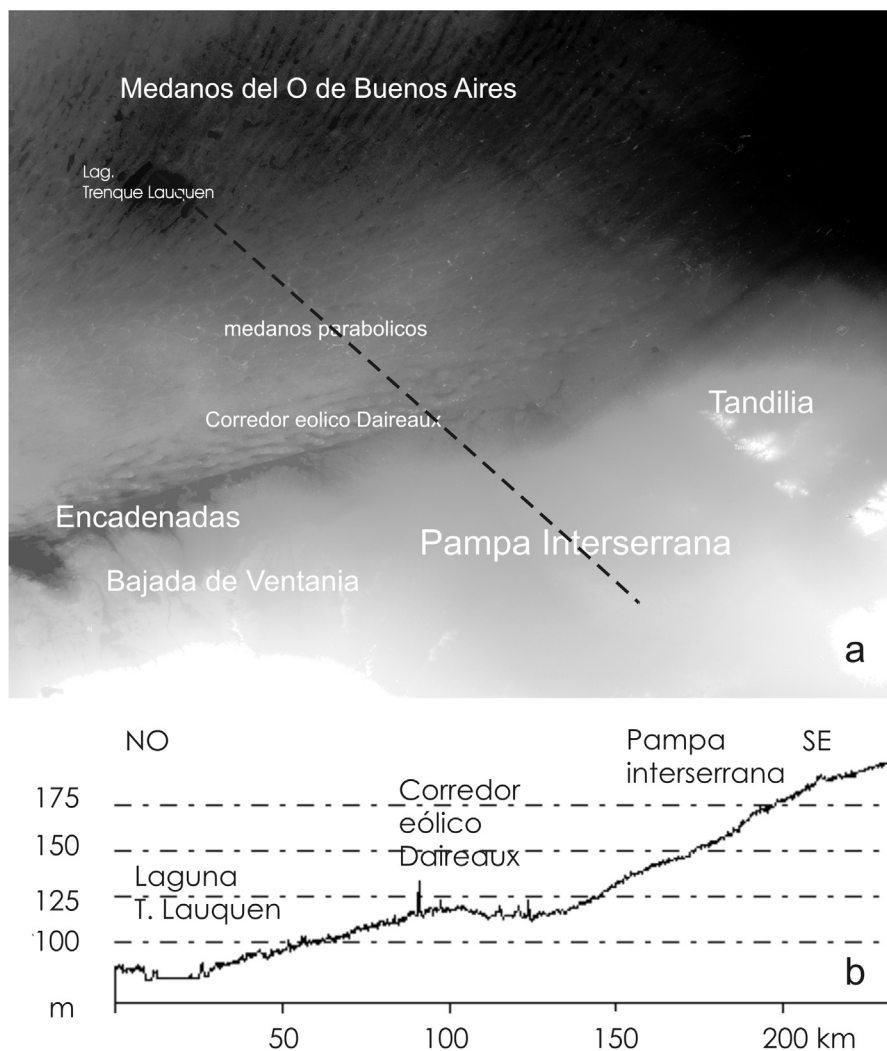 Medanos del O de Buenos Aires
Lag.
Trenque Lauquen
medanos parabolicos
Corredor eolico Daireaux
Tandilia
Encadenadas
Pampa Interserrana
Bajada de Ventania
a
NO
Pampa
interserrana
SE
175
Corredor
eólico
Daireaux
150
Laguna
T. Lauquen
125
100
b
m
50
100
150
200 km